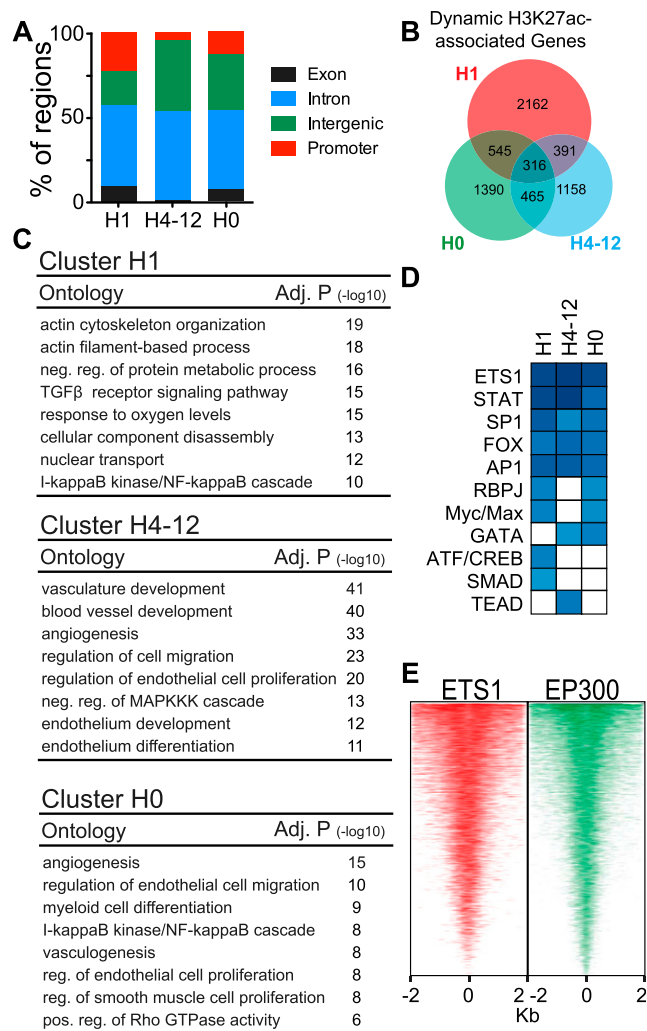 A
% of regions
100
50
0
H1 H4-12 H0
Exon
Intron
Intergenic
Promoter
B
Dynamic H3K27ac-
associated Genes
H1
2162
545
391
316
1390
465
1158
H0
H4-12
C
Cluster H1
Ontology Adj. P (-log10)
actin cytoskeleton organization 19
actin filament-based process 18
neg. reg. of protein metabolic process 16
TGFβ receptor signaling pathway 15
response to oxygen levels 15
cellular component disassembly 13
nuclear transport 12
I-kappaB kinase/NF-kappaB cascade 10
Cluster H4-12
Ontology Adj. P (-log10)
vasculature development 41
blood vessel development 40
angiogenesis 33
regulation of cell migration 23
regulation of endothelial cell proliferation 20
neg. reg. of MAPKKK cascade 13
endothelium development 12
endothelium differentiation 11
Cluster H0
Ontology Adj. P (-log10)
angiogenesis 15
regulation of endothelial cell migration 10
myeloid cell differentiation 9
I-kappaB kinase/NF-kappaB cascade 8
vasculogenesis 8
reg. of endothelial cell proliferation 8
reg. of smooth muscle cell proliferation 8
pos. reg. of Rho GTPase activity 6
D
H1
H4-12
H0
ETS1
STAT
SP1
FOX
AP1
RBPJ
Myc/Max
GATA
ATF/CREB
SMAD
TEAD
E
ETS1 EP300
-2 0 2 0 2
Kb